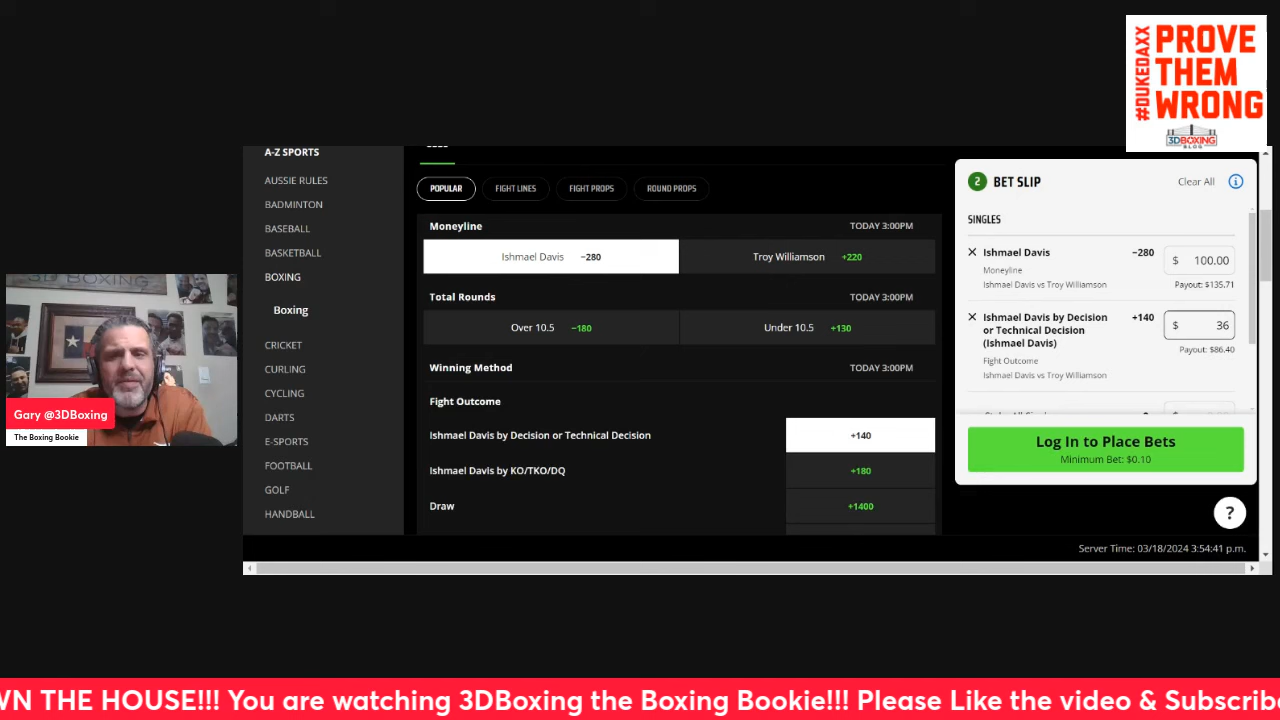 #DUKEDAXX
PROVE
THEM
WRONG
3DBOXING
BLOG
A-Z SPORTS
AUSSIE RULES
BADMINTON
BASEBALL
BASKETBALL
BOXING
Boxing
CRICKET
CURLING
CYCLING
DARTS
E-SPORTS
FOOTBALL
GOLF
HANDBALL
POPULAR FIGHT LINES FIGHT PROPS ROUND PROPS
Moneyline TODAY 3:00PM
Ishmael Davis −280 Troy Williamson +220
Total Rounds TODAY 3:00PM
Over 10.5 −180 Under 10.5 +130
Winning Method TODAY 3:00PM
Fight Outcome
Ishmael Davis by Decision or Technical Decision +140
Ishmael Davis by KO/TKO/DQ +180
Draw +1400
2 BET SLIP Clear All i
SINGLES
Ishmael Davis −280 $ 100.00
Moneyline
Ishmael Davis vs Troy Williamson Payout: $135.71
Ishmael Davis by Decision +140
or Technical Decision $ 36
(Ishmael Davis)
Payout: $86.40
Fight Outcome
Ishmael Davis vs Troy Williamson
Log In to Place Bets
Minimum Bet: $0.10
?
Server Time: 03/18/2024 3:54:41 p.m.
3D BOXING
Gary @3DBoxing
The Boxing Bookie
WN THE HOUSE!!! You are watching 3DBoxing the Boxing Bookie!!! Please Like the video & Subscrib